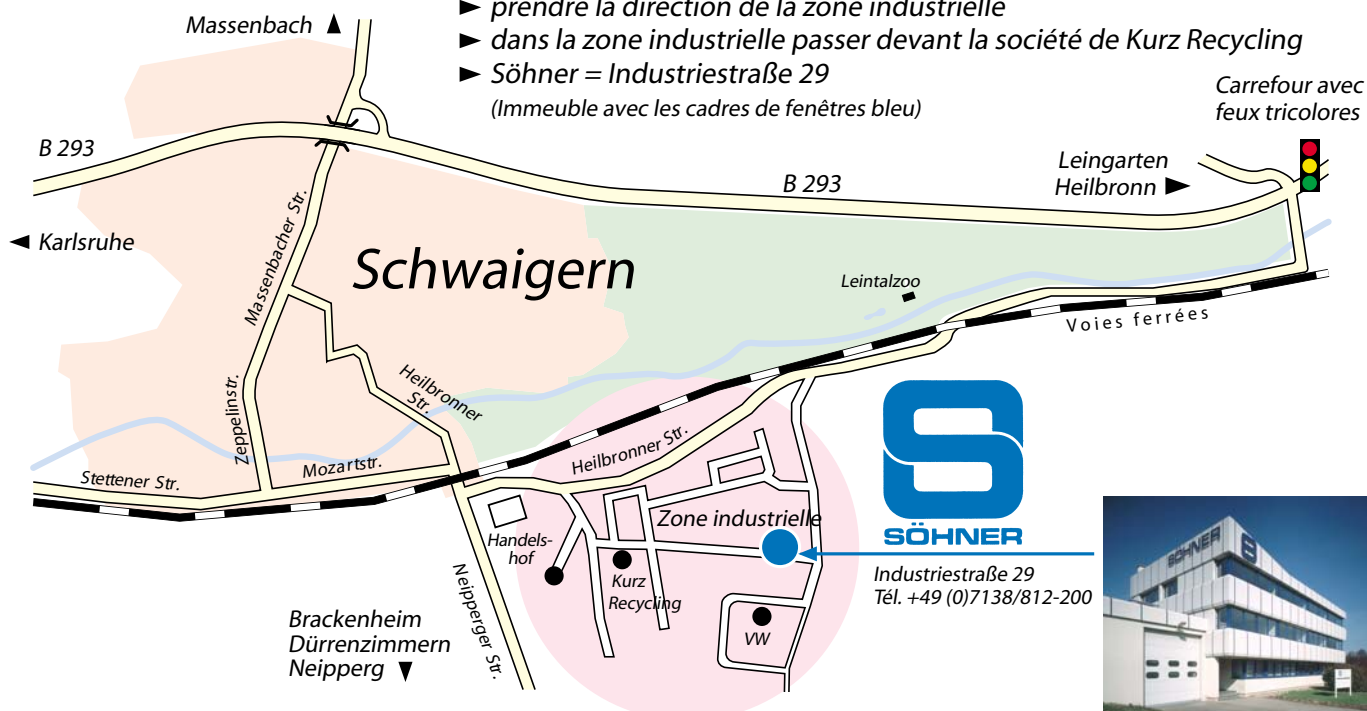 Massenbach ▲
► prendre la direction de la zone industrielle
► dans la zone industrielle passer devant la société de Kurz Recycling
► Söhner = Industriestraße 29
(Immeuble avec les cadres de fenêtres bleu)
Carrefour avec
feux tricolores
B 293
Leingarten
Heilbronn ►
B 293
◄ Karlsruhe
Massenbacher Str.
Schwaigern
Leintalzoo
Voies ferrées
Zeppelinstr.
Heilbronner
Str.
Stettener Str.
Mozartstr.
Heilbronner Str.
Zone industrielle
Handels-
hof
Kurz
Recycling
VW
Neipperger Str.
Brackenheim
Dürrenzimmern
Neipperg ▼
SÖHNER
Industriestraße 29
Tél. +49 (0)7138/812-200
SÖHNER